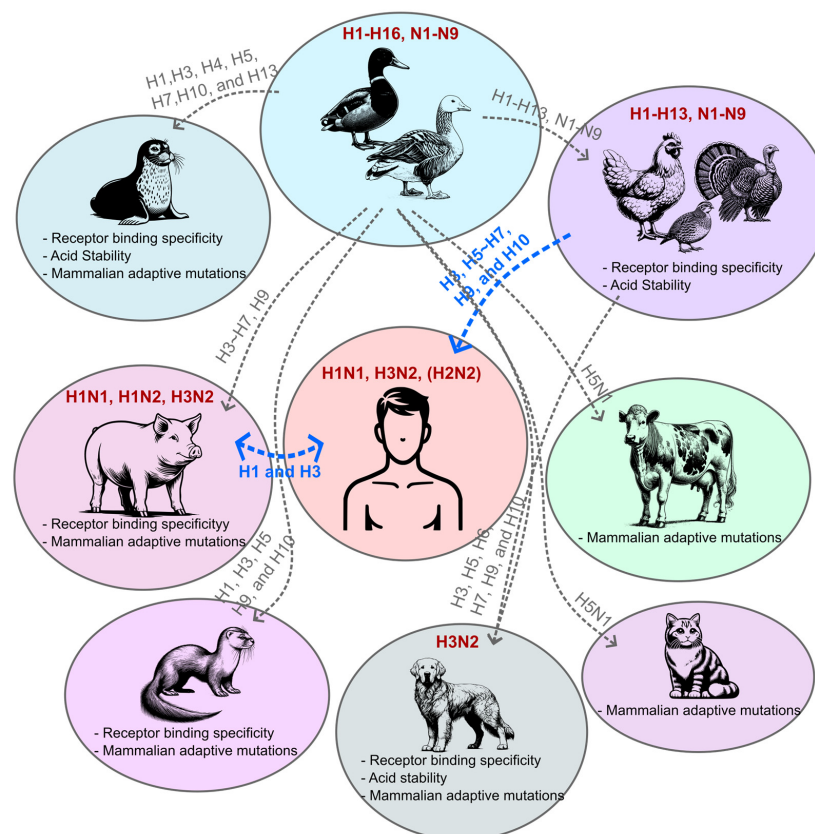 H1-H16, N1-N9
H1,H3, H4, H5,
H7,H10, and H13
H1-H13, N1-N9
H1-H13, N1-N9
- Receptor binding specificity
- Acid Stability
- Mammalian adaptive mutations
- Receptor binding specificity
- Acid Stability
H3, H5~H7,
H9, and H10
H3~H7, H9
H1N1, H3N2, (H2N2)
H5N1
H1N1, H1N2, H3N2
H1 and H3
- Receptor binding specificityy
- Mammalian adaptive mutations
- Mammalian adaptive mutations
H1, H3, H5
H9, and H10
H3, H5, H6,
H7, H9, and H10
H5N1
H3N2
- Mammalian adaptive mutations
- Receptor binding specificity
- Mammalian adaptive mutations
- Receptor binding specificity
- Acid stability
- Mammalian adaptive mutations